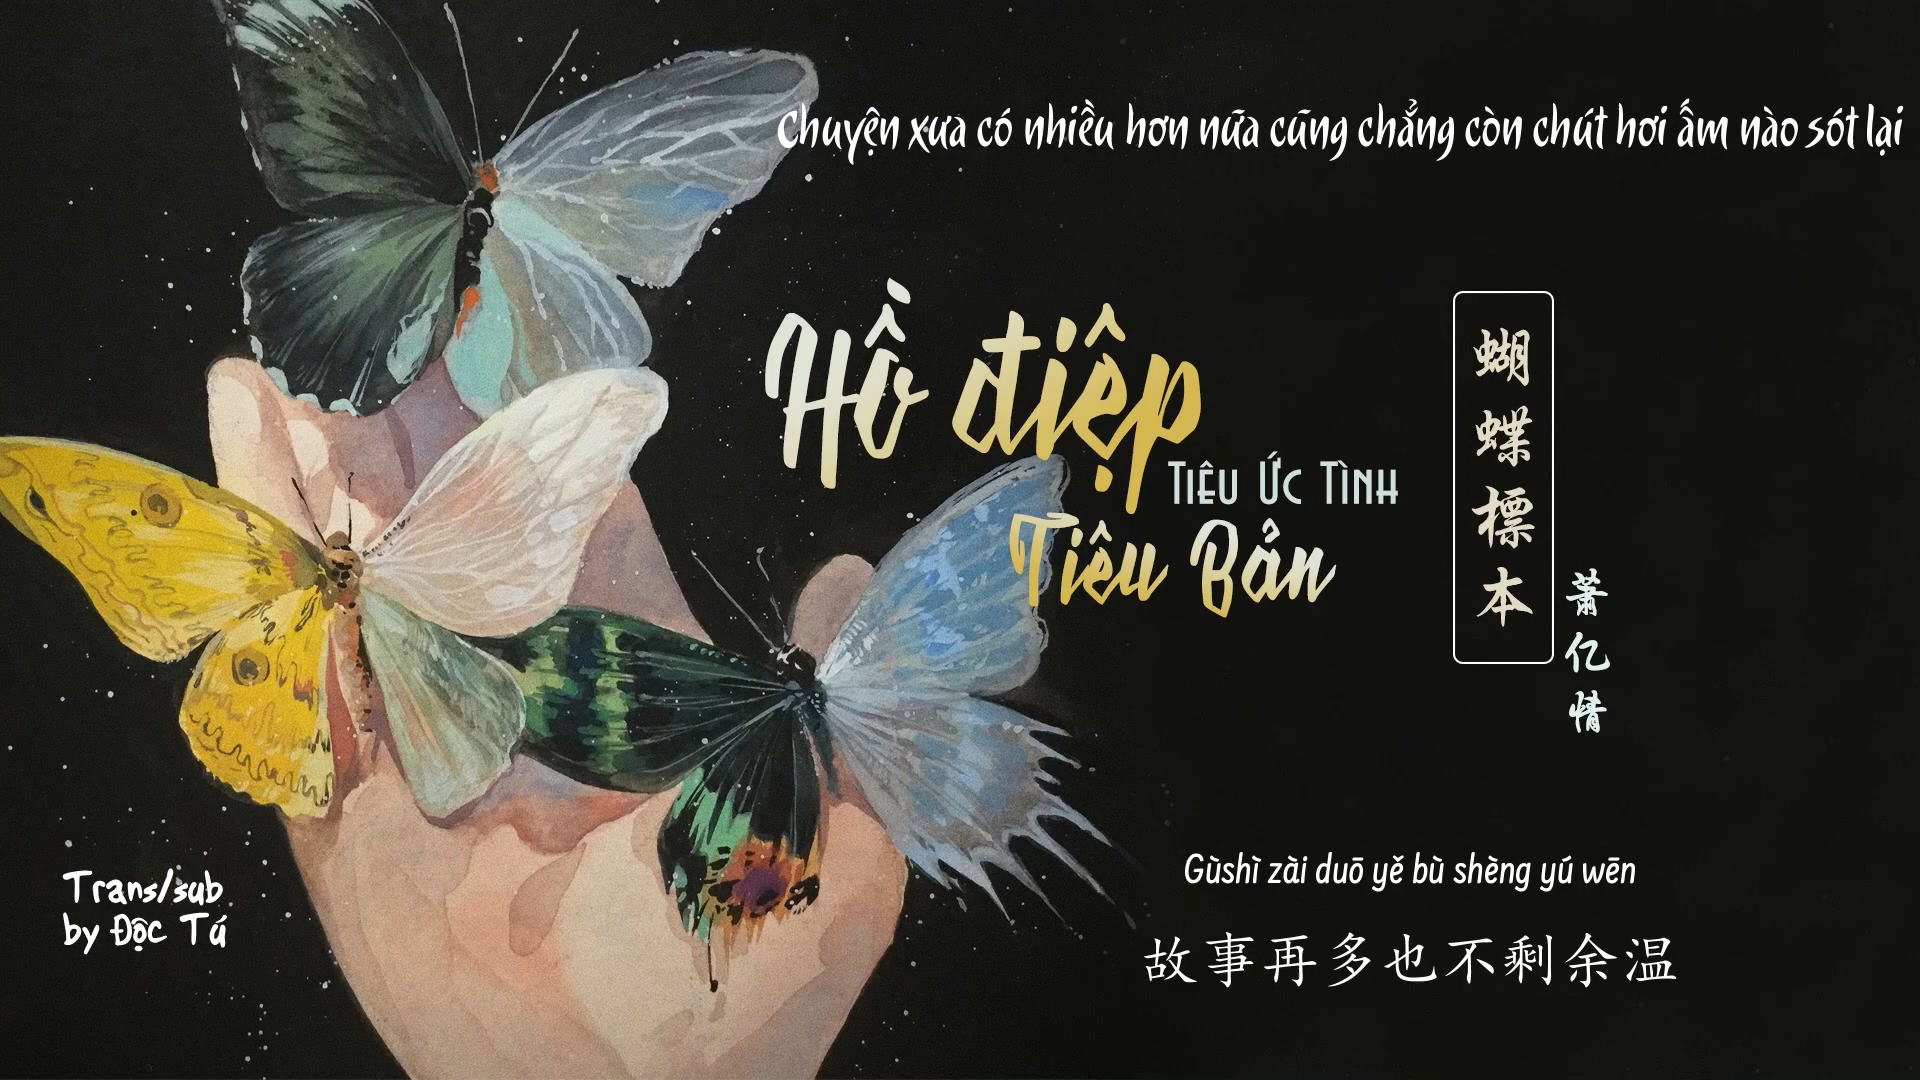 Chuyện xưa có nhiều hơn nữa cũng chẳng còn chút hơi ấm nào sót lại
Hồ điệp
Tiêu Ức Tình
Tiêu Bản
蝴蝶標本
萧亿情
Trans/sub
by Độc Tú
Gùshì zài duō yě bù shèng yú wēn
故事再多也不剩余温